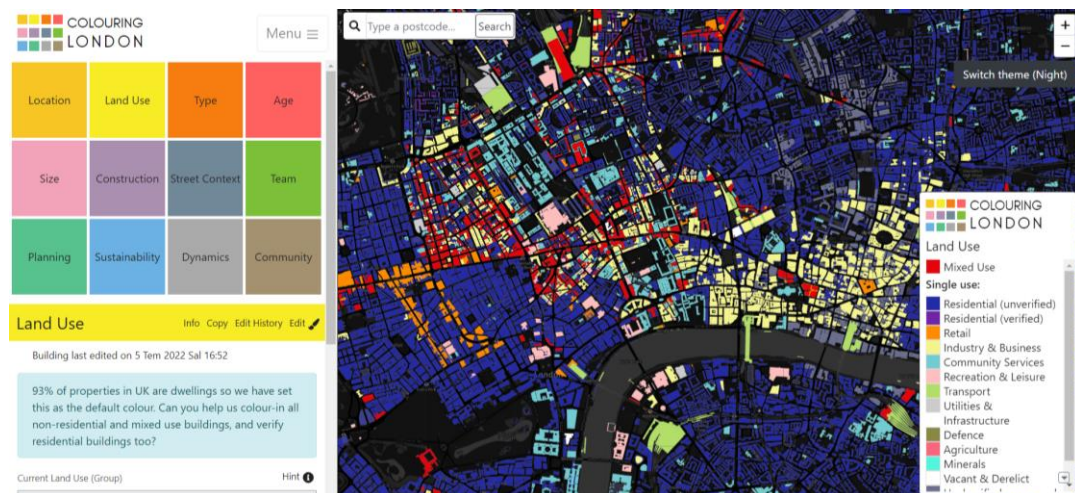 COLOURING
LONDON
Menu
Location
Land Use
Type
Age
Size
Construction
Street Context
Team
Planning
Sustainability
Dynamics
Community
Land Use
Info Copy Edit History Edit
Building last edited on 5 Tem 2022 Sal 16:52
93% of properties in UK are dwellings so we have set
this as the default colour. Can you help us colour-in all
non-residential and mixed use buildings, and verify
residential buildings too?
Current Land Use (Group)
Hint
Type a postcode...
Search
+
−
Switch theme (Night)
COLOURING
LONDON
Land Use
Mixed Use
Single use:
Residential (unverified)
Residential (verified)
Retail
Industry & Business
Community Services
Recreation & Leisure
Transport
Utilities &
Infrastructure
Defence
Agriculture
Minerals
Vacant & Derelict